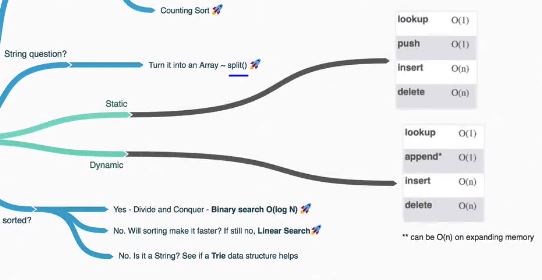 Counting Sort 🚀
String question?
Turn it into an Array ~ split() 🚀
Static
Dynamic
lookup O(1)
push O(1)
insert O(n)
delete O(n)
lookup O(1)
append* O(1)
insert O(n)
delete O(n)
** can be O(n) on expanding memory
sorted?
Yes - Divide and Conquer - Binary search O(log N) 🚀
No. Will sorting make it faster? If still no, Linear Search 🚀
No. Is it a String? See if a Trie data structure helps